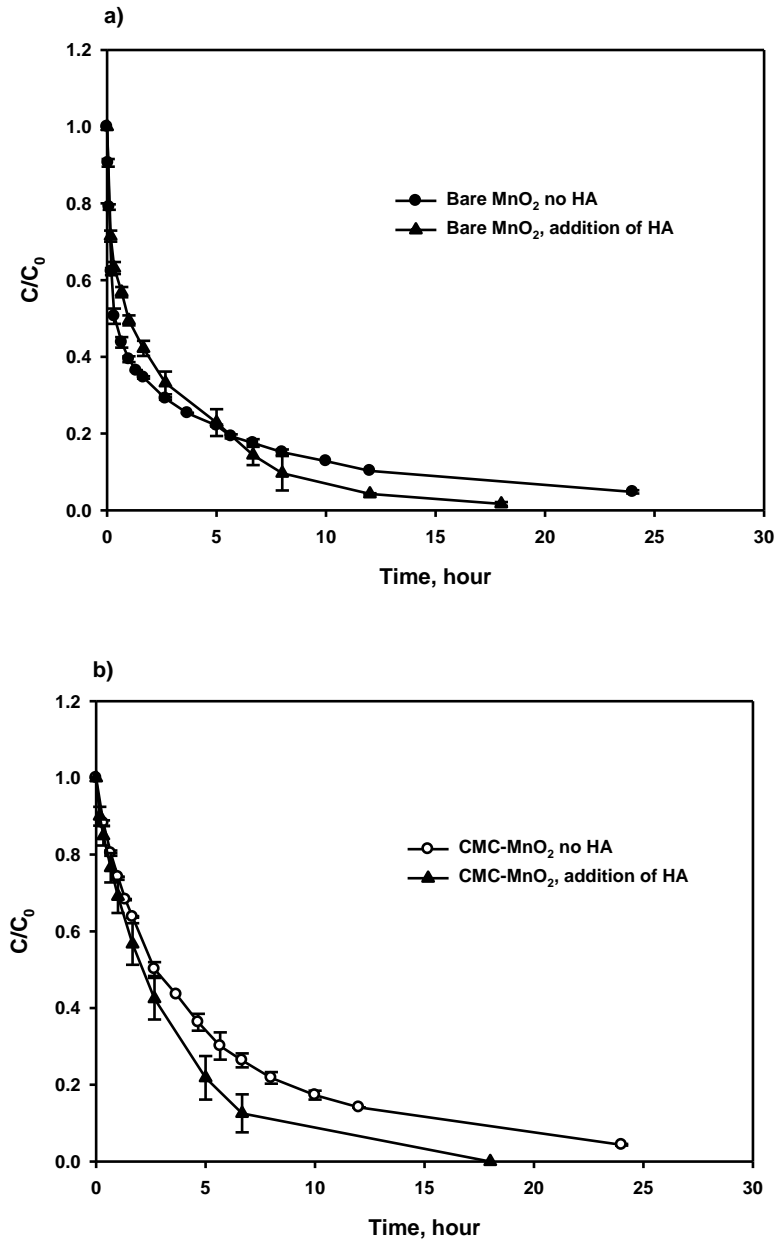 a)
1.2
1.0
0.8
0.6
0.4
0.2
0.0
C/C₀
Bare MnO₂ no HA
Bare MnO₂, addition of HA
0 5 10 15 20 25 30
Time, hour
b)
1.2
1.0
0.8
0.6
0.4
0.2
0.0
C/C₀
CMC-MnO₂ no HA
CMC-MnO₂, addition of HA
0 5 10 15 20 25 30
Time, hour